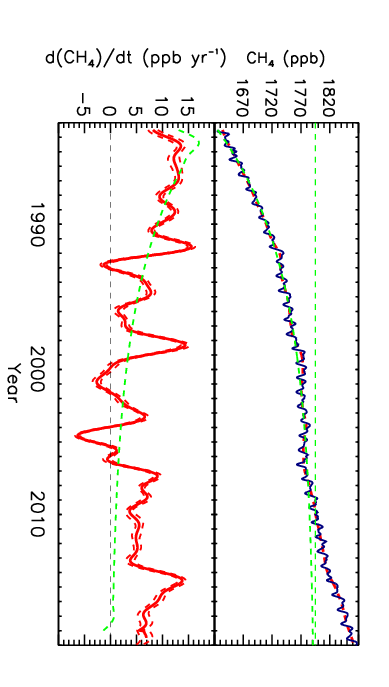 CH₄ (ppb)
1670 1720 1770 1820
d(CH₄)/dt (ppb yr⁻¹)
−5 0 5 10 15
1990 2000 2010
Year